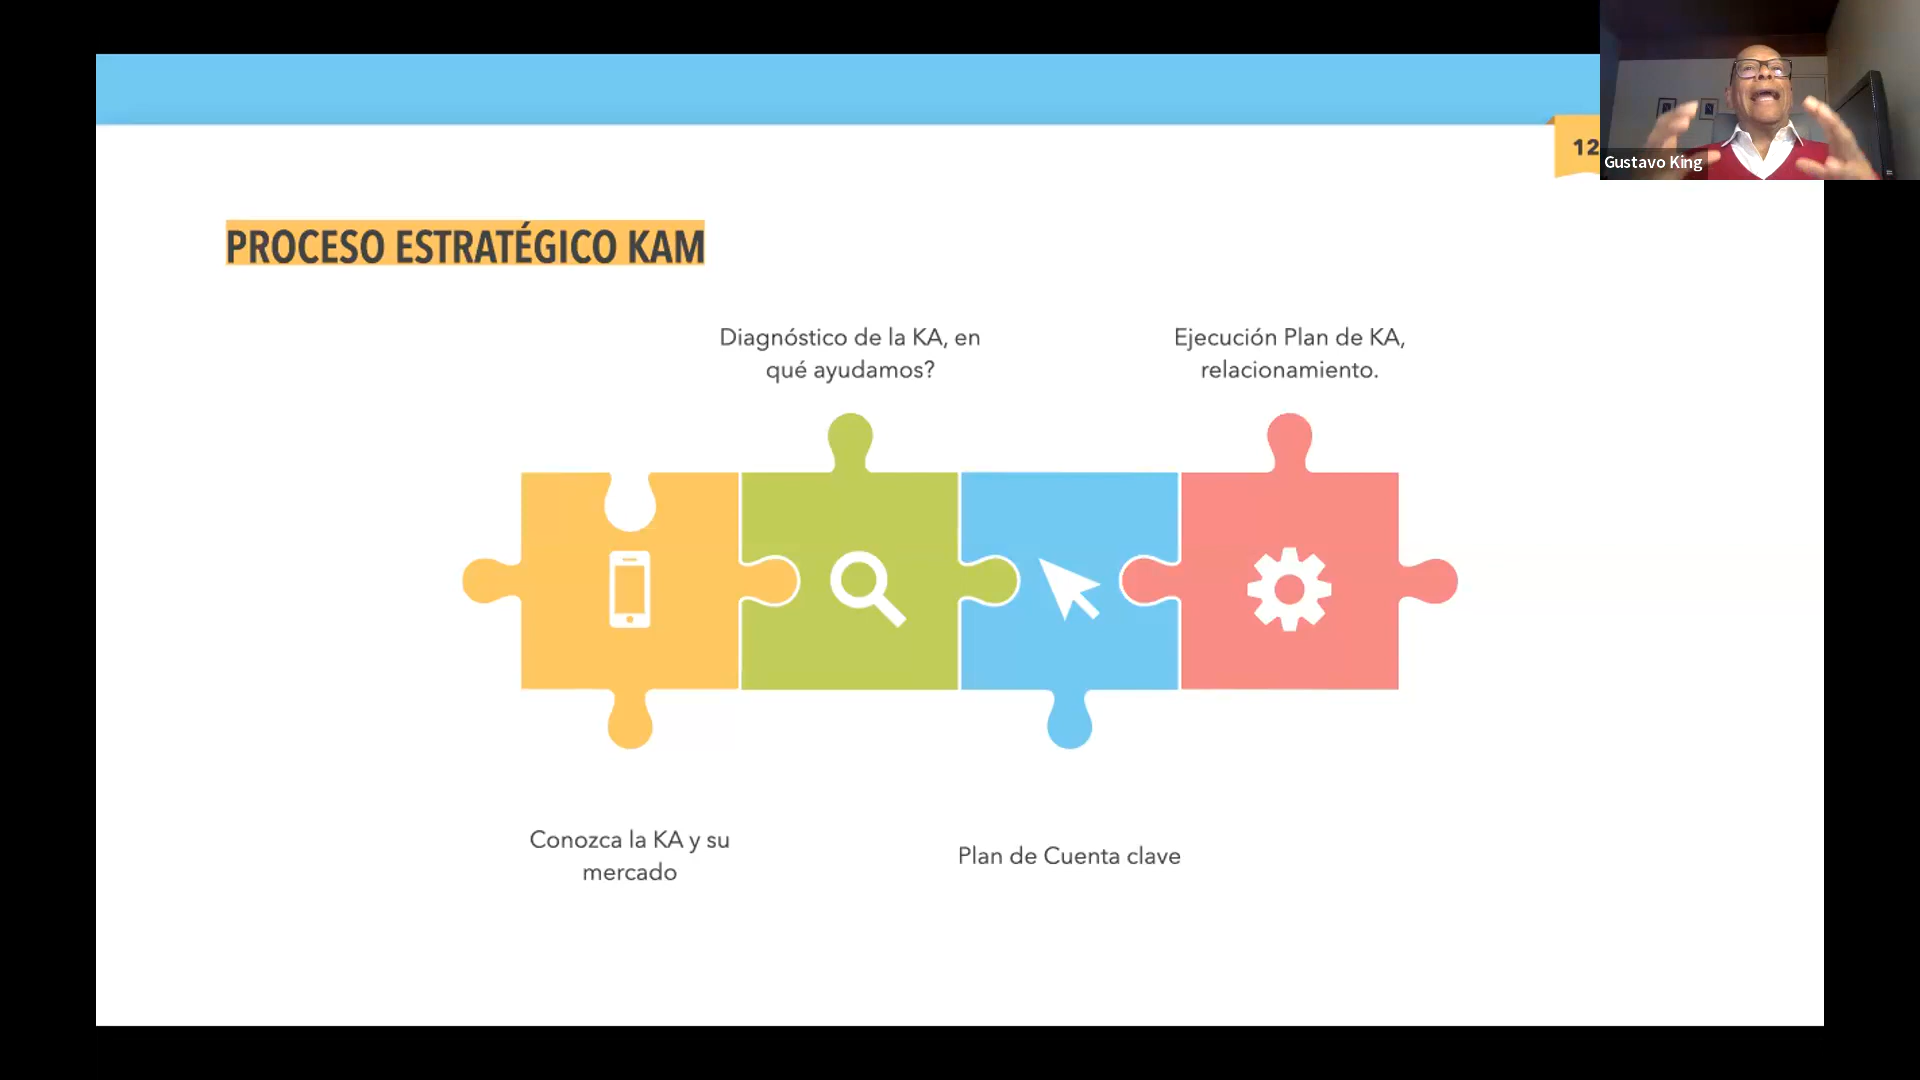 12
Gustavo King
PROCESO ESTRATÉGICO KAM
Diagnóstico de la KA, en
qué ayudamos?
Ejecución Plan de KA,
relacionamiento.
Conozca la KA y su
mercado
Plan de Cuenta clave